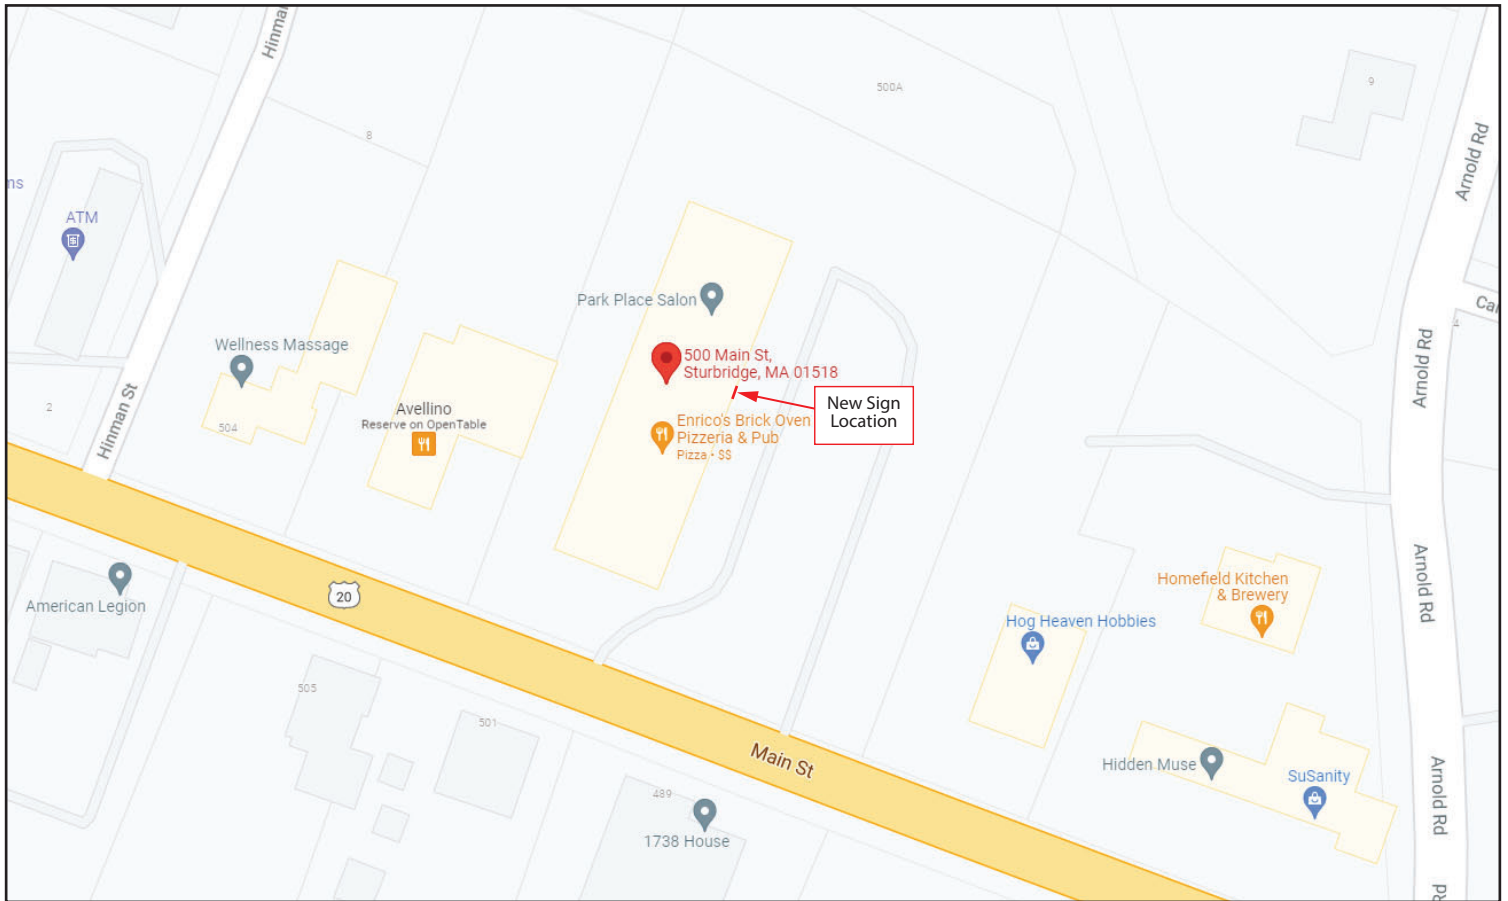 Hinman
500A
9
8
Arnold Rd
ns
ATM
Park Place Salon
Wellness Massage
500 Main St,
Sturbridge, MA 01518
Arnold Rd
4
2
Hinman St
504
Avellino
Reserve on OpenTable
New Sign
Location
Enrico's Brick Oven
Pizzeria & Pub
Pizza · $$
Arnold Rd
American Legion
20
Homefield Kitchen
& Brewery
Hog Heaven Hobbies
505
501
Main St
Hidden Muse
SuSanity
Arnold Rd
489
1738 House